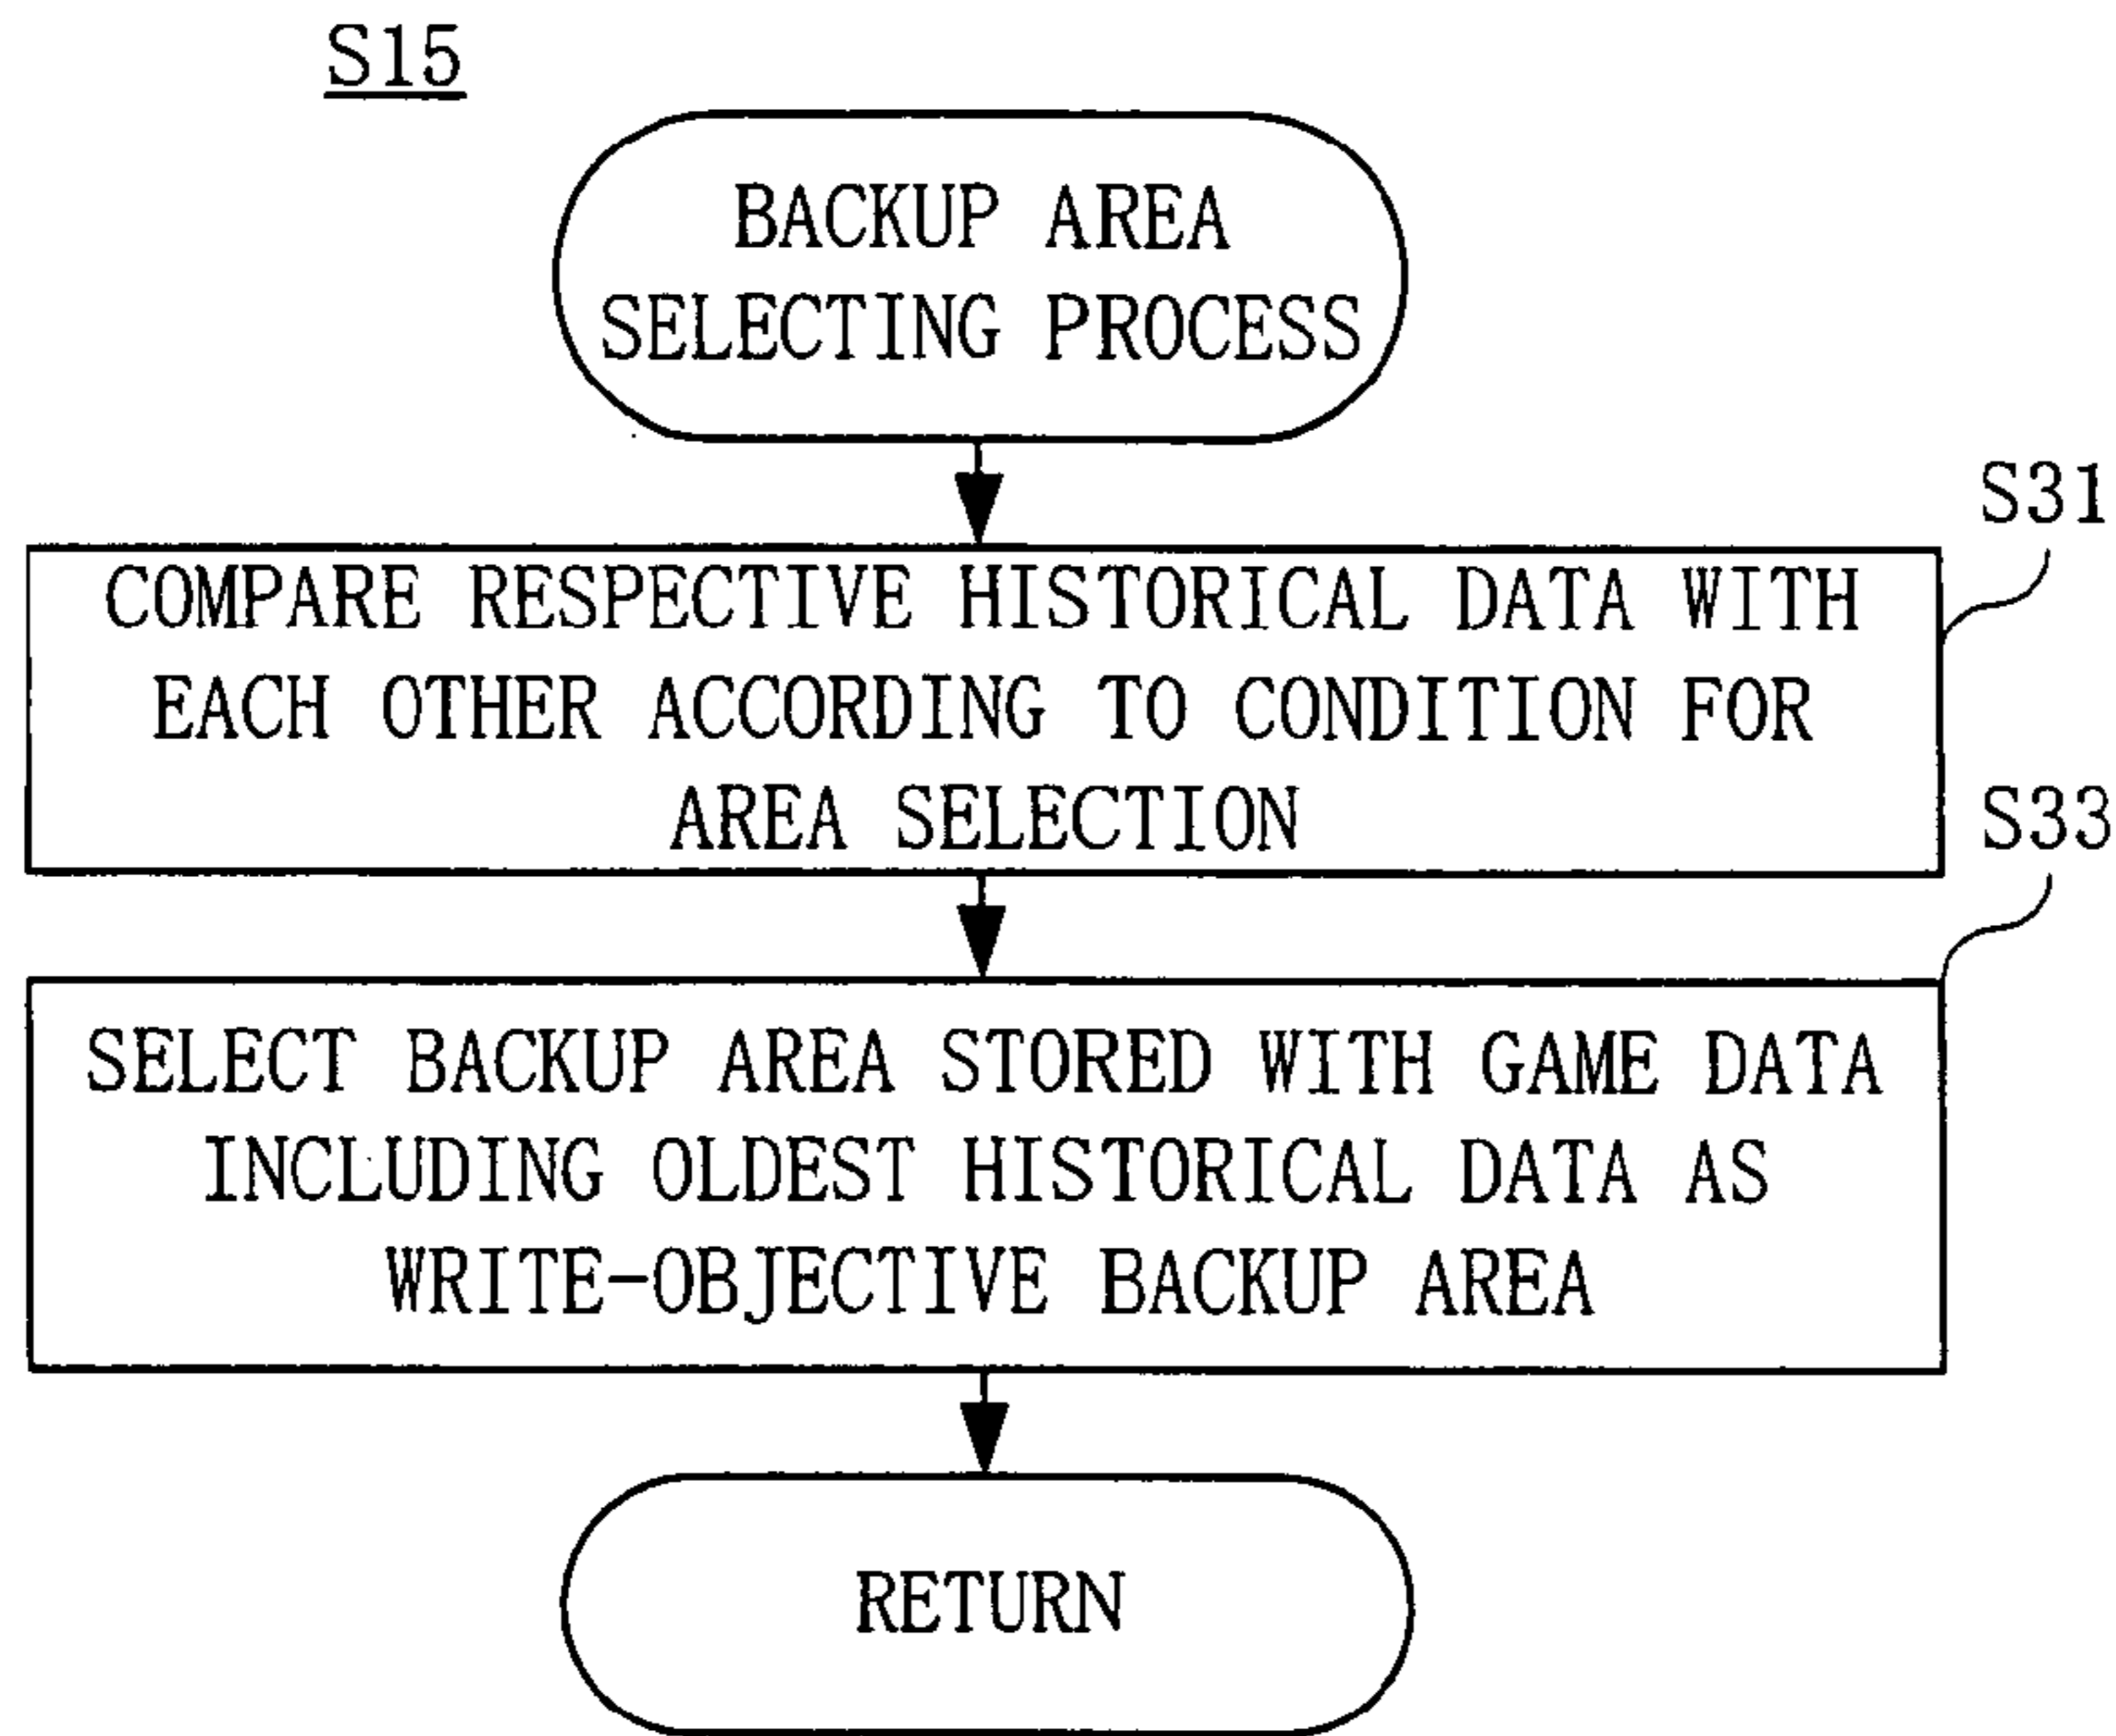 S15
BACKUP AREA
SELECTING PROCESS
S31
COMPARE RESPECTIVE HISTORICAL DATA WITH
EACH OTHER ACCORDING TO CONDITION FOR
AREA SELECTION
S33
SELECT BACKUP AREA STORED WITH GAME DATA
INCLUDING OLDEST HISTORICAL DATA AS
WRITE-OBJECTIVE BACKUP AREA
RETURN